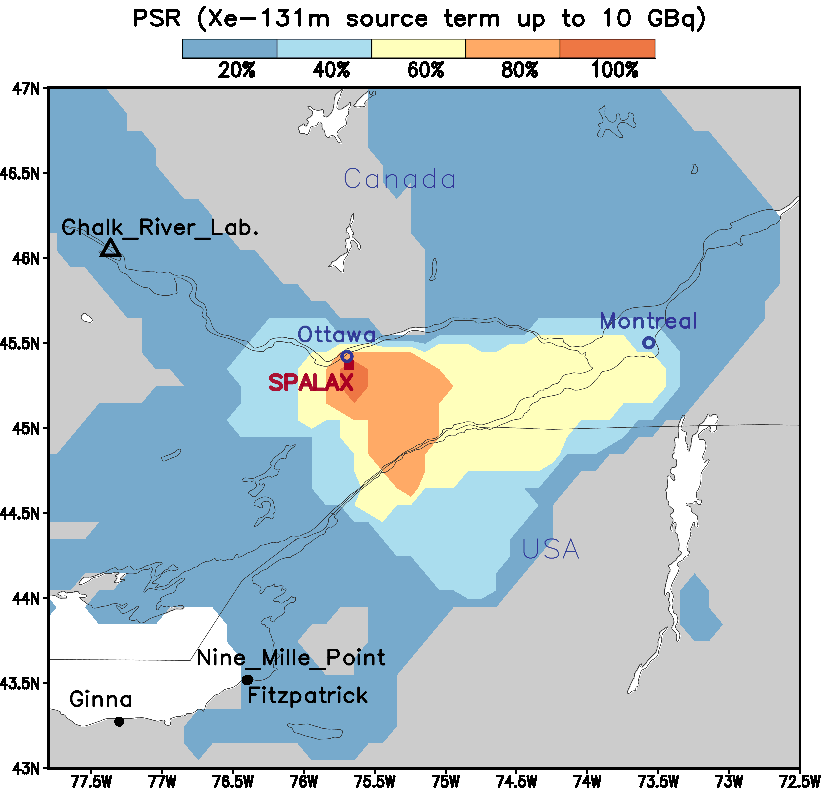 PSR (Xe-131m source term up to 10 GBq)
20% 40% 60% 80% 100%
47N
46.5N
Canada
Chalk_River_Lab.
46N
Montreal
Ottawa
45.5N
SPALAX
45N
44.5N
USA
44N
Nine_Mille_Point
43.5N
Ginna
Fitzpatrick
43N
77.5W 77W 76.5W 76W 75.5W 75W 74.5W 74W 73.5W 73W 72.5W